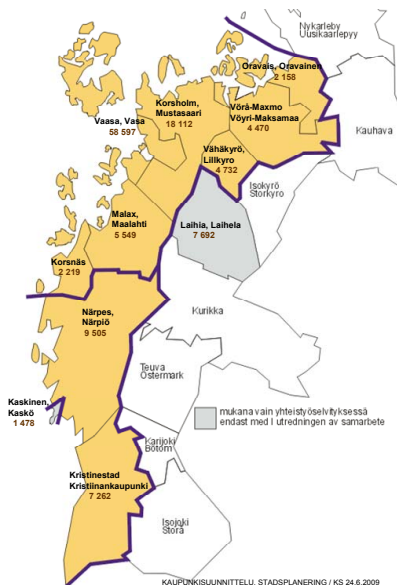 Nykarleby
Uusikaarlepyy
Oravais, Oravainen
2 158
Korsholm,
Mustasaari
18 112
Vörå-Maxmo
Vöyri-Maksamaa
4 470
Vaasa, Vasa
58 597
Kauhava
Vähäkyrö,
Lillkyro
4 732
Isokyrö
Storkyro
Malax,
Maalahti
5 549
Laihia, Laihela
7 692
Korsnäs
2 219
Närpes,
Närpiö
9 505
Kurikka
Teuva
Östermark
Kaskinen,
Kaskö
1 478
mukana vain yhteistyöselvityksessä
endast med I utredningen av samarbete
Karijoki
Bötom
Kristinestad
Kristiinankaupunki
7 262
Isojoki
Storå
KAUPUNKISUUNNITTELU, STADSPLANERING / KS 24.6.2009